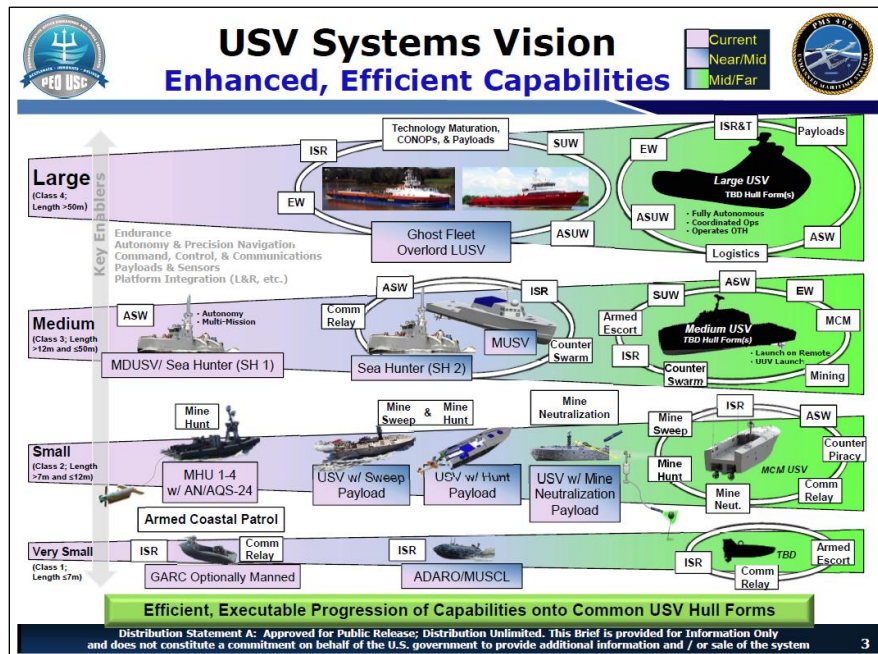 USV Systems Vision
Enhanced, Efficient Capabilities
PEO USC
Current
Near/Mid
Mid/Far
PMS 406
UNMANNED MARITIME SYSTEMS
Key Enablers
Large
(Class 4;
Length >50m)
ISR
Technology Maturation,
CONOPs, & Payloads
SUW
EW
ASUW
Ghost Fleet
Overlord LUSV
ISR&T
Payloads
EW
Large USV
TBD Hull Form(s)
• Fully Autonomous
• Coordinated Ops
• Operates OTH
ASUW
ASW
Logistics
Endurance
Autonomy & Precision Navigation
Command, Control, & Communications
Payloads & Sensors
Platform Integration (L&R, etc.)
Medium
(Class 3; Length
>12m and ≤50m)
ASW
• Autonomy
• Multi-Mission
MDUSV/ Sea Hunter (SH 1)
ASW
ISR
Comm
Relay
MUSV
Counter
Swarm
Sea Hunter (SH 2)
SUW
ASW
EW
Armed
Escort
MCM
Medium USV
TBD Hull Form(s)
• Launch on Remote
• UUV Launch
ISR
Counter
Swarm
Mining
Small
(Class 2; Length
>7m and ≤12m)
Mine
Hunt
MHU 1-4
w/ AN/AQS-24
Mine
Sweep
&
Mine
Hunt
USV w/ Sweep
Payload
USV w/ Hunt
Payload
Mine
Neutralization
USV w/ Mine
Neutralization
Payload
ISR
Mine
Sweep
ASW
Counter
Piracy
Mine
Hunt
MCM USV
Comm
Relay
Mine
Neut.
Very Small
(Class 1;
Length ≤7m)
Armed Coastal Patrol
ISR
Comm
Relay
GARC Optionally Manned
ISR
ADARO/MUSCL
ISR
TBD
Armed
Escort
Comm
Relay
Efficient, Executable Progression of Capabilities onto Common USV Hull Forms
Distribution Statement A: Approved for Public Release; Distribution Unlimited. This Brief is provided for Information Only
and does not constitute a commitment on behalf of the U.S. government to provide additional information and / or sale of the system
3